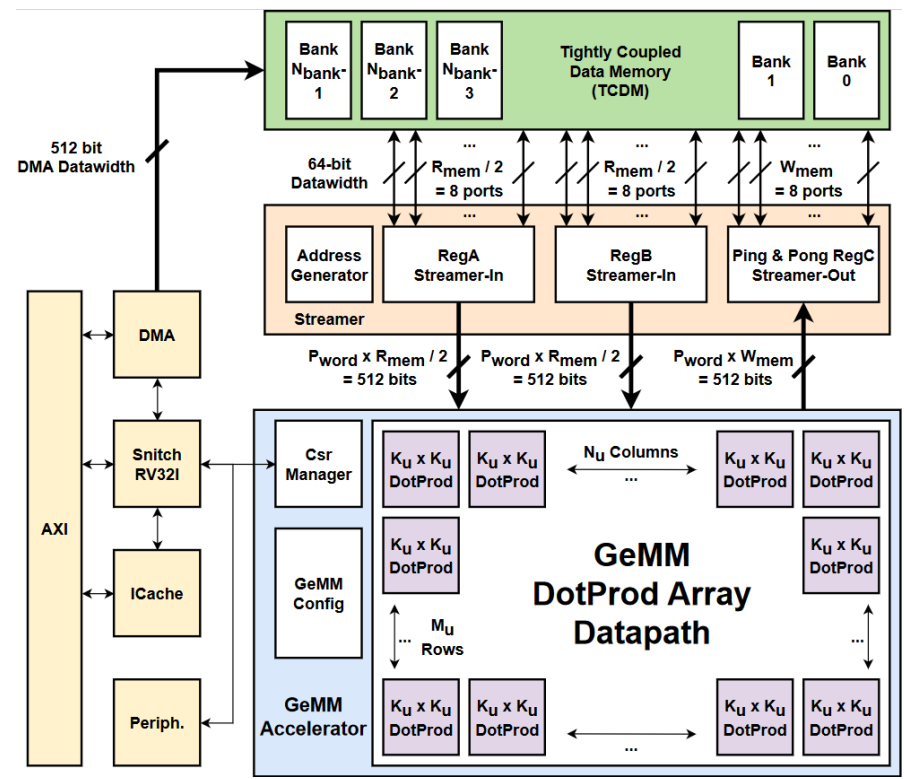 Bank
Nbank-
1
Bank
Nbank-
2
Bank
Nbank-
3
Tightly Coupled
Data Memory
(TCDM)
Bank
1
Bank
0
512 bit
DMA Datawidth
64-bit
Datawidth
...
Rmem / 2
= 8 ports
...
...
Rmem / 2
= 8 ports
...
...
Wmem
= 8 ports
...
Address
Generator
RegA
Streamer-In
RegB
Streamer-In
Ping & Pong RegC
Streamer-Out
Streamer
Pword x Rmem / 2
= 512 bits
Pword x Rmem / 2
= 512 bits
Pword x Wmem
= 512 bits
AXI
DMA
Snitch
RV32I
ICache
Periph.
Csr
Manager
GeMM
Config
GeMM
Accelerator
Ku x Ku
DotProd
Ku x Ku
DotProd
Nu Columns
...
Ku x Ku
DotProd
Ku x Ku
DotProd
Ku x Ku
DotProd
GeMM
DotProd Array
Datapath
Ku x Ku
DotProd
...
Mu
Rows
...
Ku x Ku
DotProd
Ku x Ku
DotProd
...
Ku x Ku
DotProd
Ku x Ku
DotProd